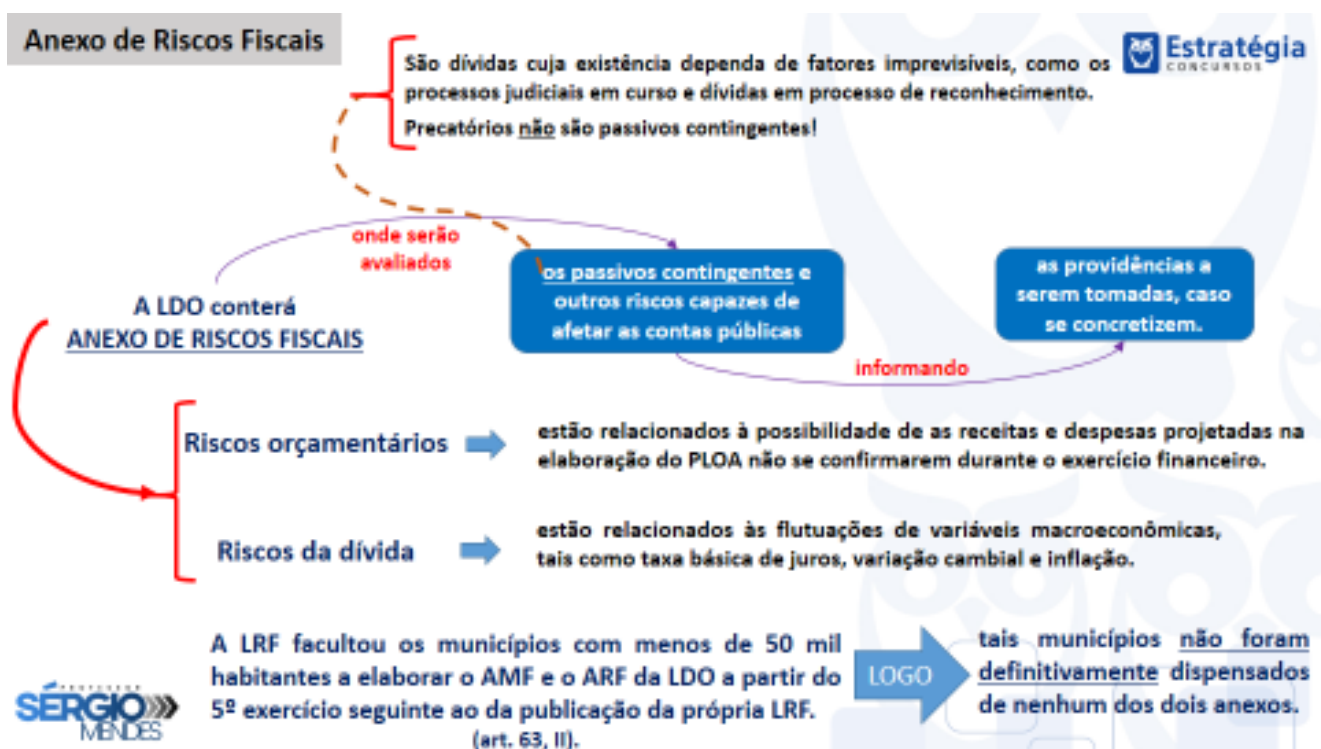 Anexo de Riscos Fiscais
Estratégia
CONCURSOS
São dívidas cuja existência dependa de fatores imprevisíveis, como os
processos judiciais em curso e dívidas em processo de reconhecimento.
Precatórios não são passivos contingentes!
onde serão
avaliados
A LDO conterá
ANEXO DE RISCOS FISCAIS
os passivos contingentes e
outros riscos capazes de
afetar as contas públicas
informando
as providências a
serem tomadas, caso
se concretizem.
Riscos orçamentários
estão relacionados à possibilidade de as receitas e despesas projetadas na
elaboração do PLOA não se confirmarem durante o exercício financeiro.
Riscos da dívida
estão relacionados às flutuações de variáveis macroeconômicas,
tais como taxa básica de juros, variação cambial e inflação.
A LRF facultou os municípios com menos de 50 mil
habitantes a elaborar o AMF e o ARF da LDO a partir do
5º exercício seguinte ao da publicação da própria LRF.
(art. 63, II).
LOGO
tais municípios não foram
definitivamente dispensados
de nenhum dos dois anexos.
PROFESSOR
SÉRGIO
MENDES